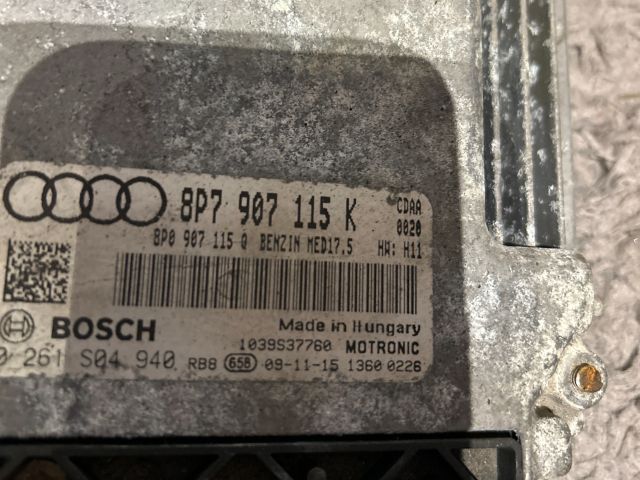 8P7 907 115 K CDAA
0020
8P0 907 115 Q BENZIN MED17.5 HW: H11
BOSCH
Made in Hungary
1039S37760 MOTRONIC
0 261 S04 940 RB8 658 09-11-15 1360 0226